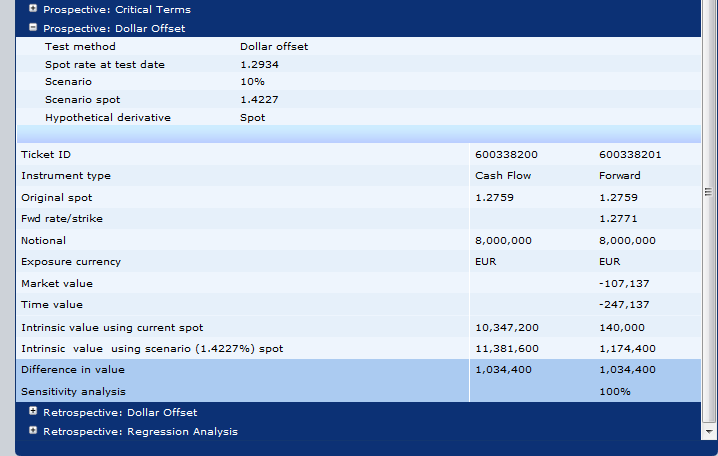 Prospective: Critical Terms
Prospective: Dollar Offset
Test method Dollar offset
Spot rate at test date 1.2934
Scenario 10%
Scenario spot 1.4227
Hypothetical derivative Spot
Ticket ID 600338200 600338201
Instrument type Cash Flow Forward
Original spot 1.2759 1.2759
Fwd rate/strike 1.2771
Notional 8,000,000 8,000,000
Exposure currency EUR EUR
Market value -107,137
Time value -247,137
Intrinsic value using current spot 10,347,200 140,000
Intrinsic value using scenario (1.4227%) spot 11,381,600 1,174,400
Difference in value 1,034,400 1,034,400
Sensitivity analysis 100%
Retrospective: Dollar Offset
Retrospective: Regression Analysis